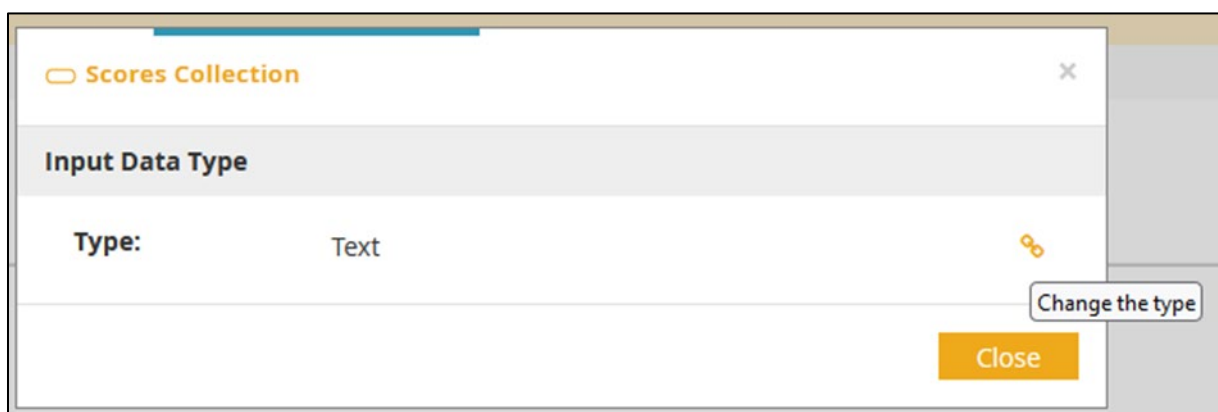 Scores Collection ×
Input Data Type
Type: Text
Change the type
Close